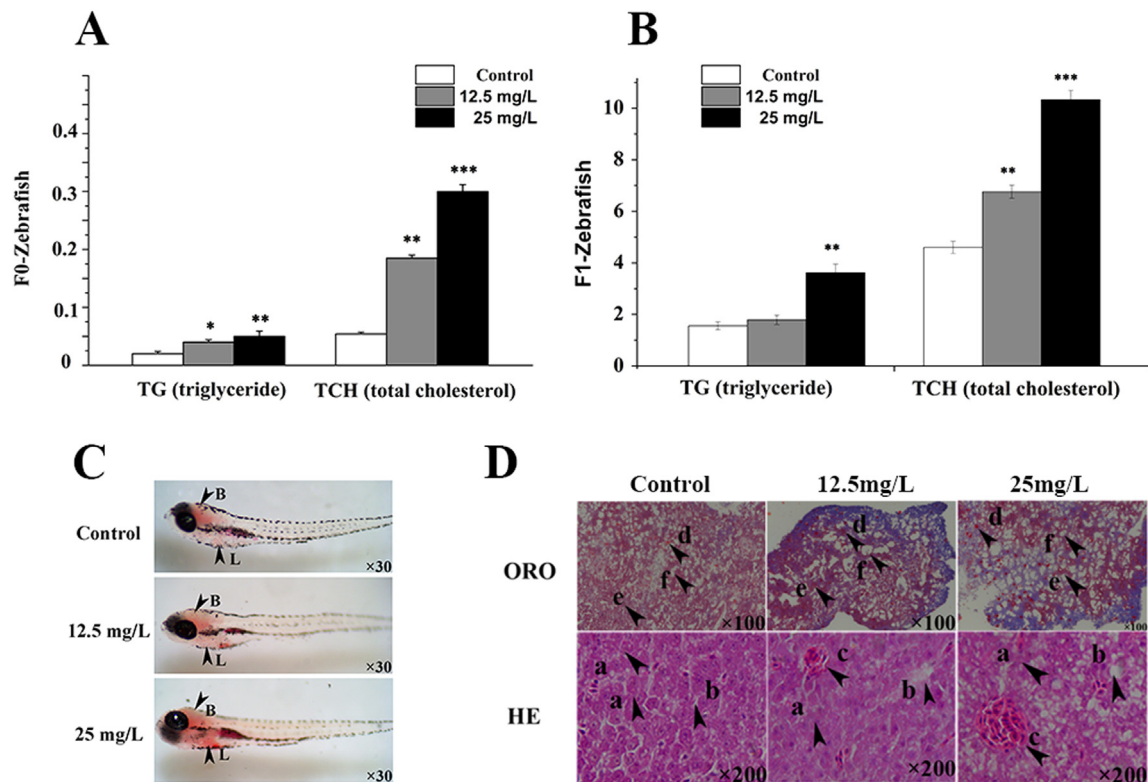 A
Control
12.5 mg/L
25 mg/L
F0-Zebrafish
0.4
0.3
0.2
0.1
0
*
**
**
***
TG (triglyceride)
TCH (total cholesterol)
B
Control
12.5 mg/L
25 mg/L
F1-Zebrafish
10
8
6
4
2
0
**
**
***
TG (triglyceride)
TCH (total cholesterol)
C
Control
B
L
×30
12.5 mg/L
B
L
×30
25 mg/L
B
L
×30
D
Control
12.5mg/L
25mg/L
ORO
d
f
e
×100
d
f
e
×100
d
f
e
×100
HE
a
a
b
×200
c
b
a
×200
a
b
c
×200